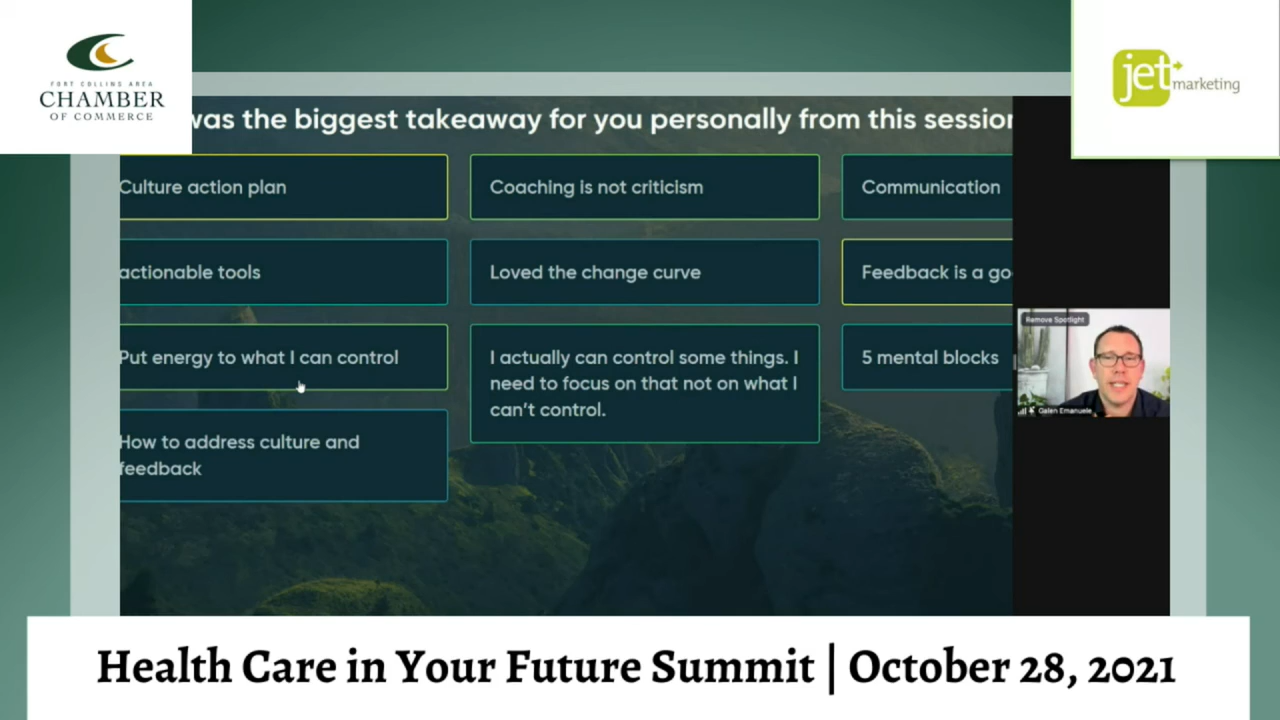 FORT COLLINS AREA
CHAMBER
OF COMMERCE
jet
marketing
was the biggest takeaway for you personally from this session
Culture action plan
Coaching is not criticism
Communication
actionable tools
Loved the change curve
Feedback is a go
Put energy to what I can control
I actually can control some things. I
need to focus on that not on what I
can't control.
5 mental blocks
How to address culture and
feedback
Remove Spotlight
Galen Emanuele
Health Care in Your Future Summit | October 28, 2021